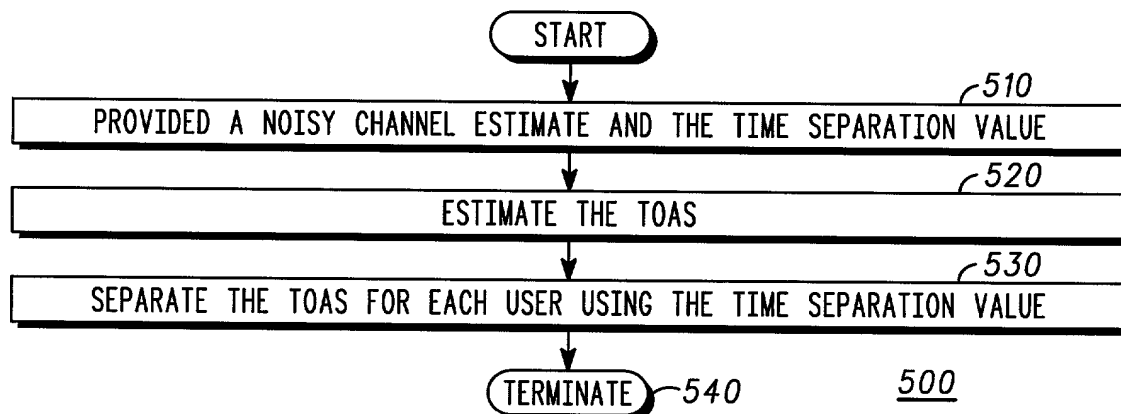 START
510
PROVIDED A NOISY CHANNEL ESTIMATE AND THE TIME SEPARATION VALUE
520
ESTIMATE THE TOAS
530
SEPARATE THE TOAS FOR EACH USER USING THE TIME SEPARATION VALUE
TERMINATE 540 500